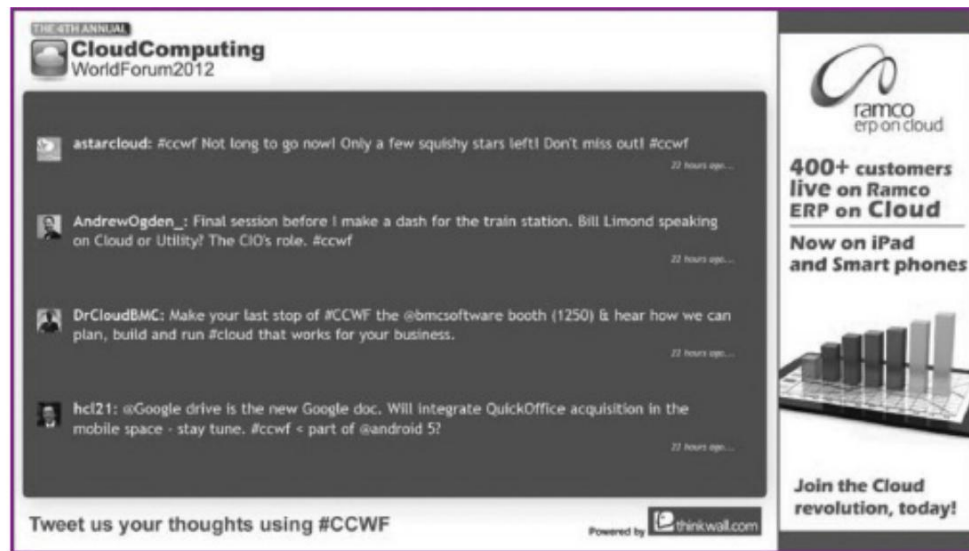 THE 4TH ANNUAL
CloudComputing
WorldForum2012
astarcloud: #ccwf Not long to go now! Only a few squishy stars left! Don't miss out! #ccwf
22 hours ago...
AndrewOgden_: Final session before I make a dash for the train station. Bill Limond speaking
on Cloud or Utility? The CIO's role. #ccwf
22 hours ago...
DrCloudBMC: Make your last stop of #CCWF the @bmcsoftware booth (1250) & hear how we can
plan, build and run #cloud that works for your business.
22 hours ago...
hcl21: @Google drive is the new Google doc. Will integrate QuickOffice acquisition in the
mobile space - stay tune. #ccwf < part of @android 5?
22 hours ago...
Tweet us your thoughts using #CCWF
Powered by thinkwall.com
ramco
erp on cloud
400+ customers
live on Ramco
ERP on Cloud
Now on iPad
and Smart phones
Join the Cloud
revolution, today!